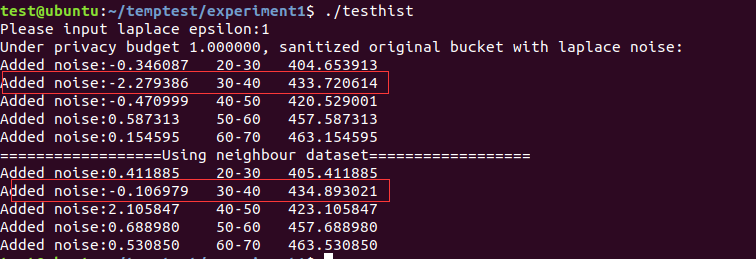 test@ubuntu:~/temptest/experiment1$ ./testhist
Please input laplace epsilon:1
Under privacy budget 1.000000, sanitized original bucket with laplace noise:
Added noise:-0.346087 20-30 404.653913
Added noise:-2.279386 30-40 433.720614
Added noise:-0.470999 40-50 420.529001
Added noise:0.587313 50-60 457.587313
Added noise:0.154595 60-70 463.154595
==================Using neighbour dataset==================
Added noise:0.411885 20-30 405.411885
Added noise:-0.106979 30-40 434.893021
Added noise:2.105847 40-50 423.105847
Added noise:0.688980 50-60 457.688980
Added noise:0.530850 60-70 463.530850
test@ubuntu:~/temptest/experiment1$